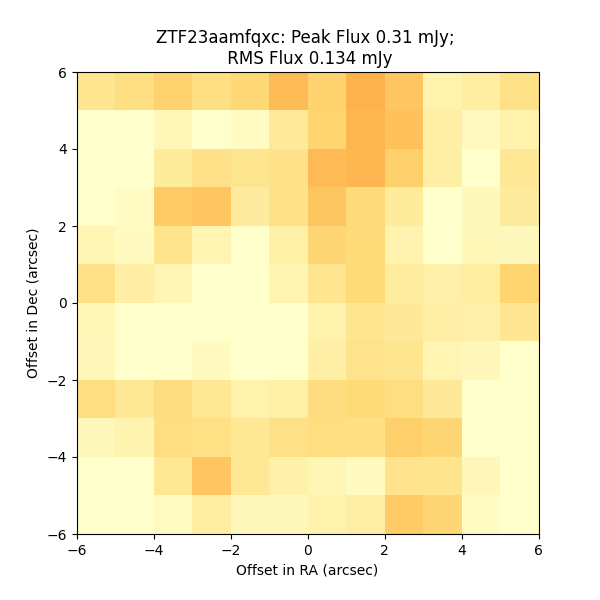 ZTF23aamfqxc: Peak Flux 0.31 mJy;
RMS Flux 0.134 mJy
6
4
2
0
−2
−4
−6
Offset in Dec (arcsec)
−6 −4 −2 0 2 4 6
Offset in RA (arcsec)